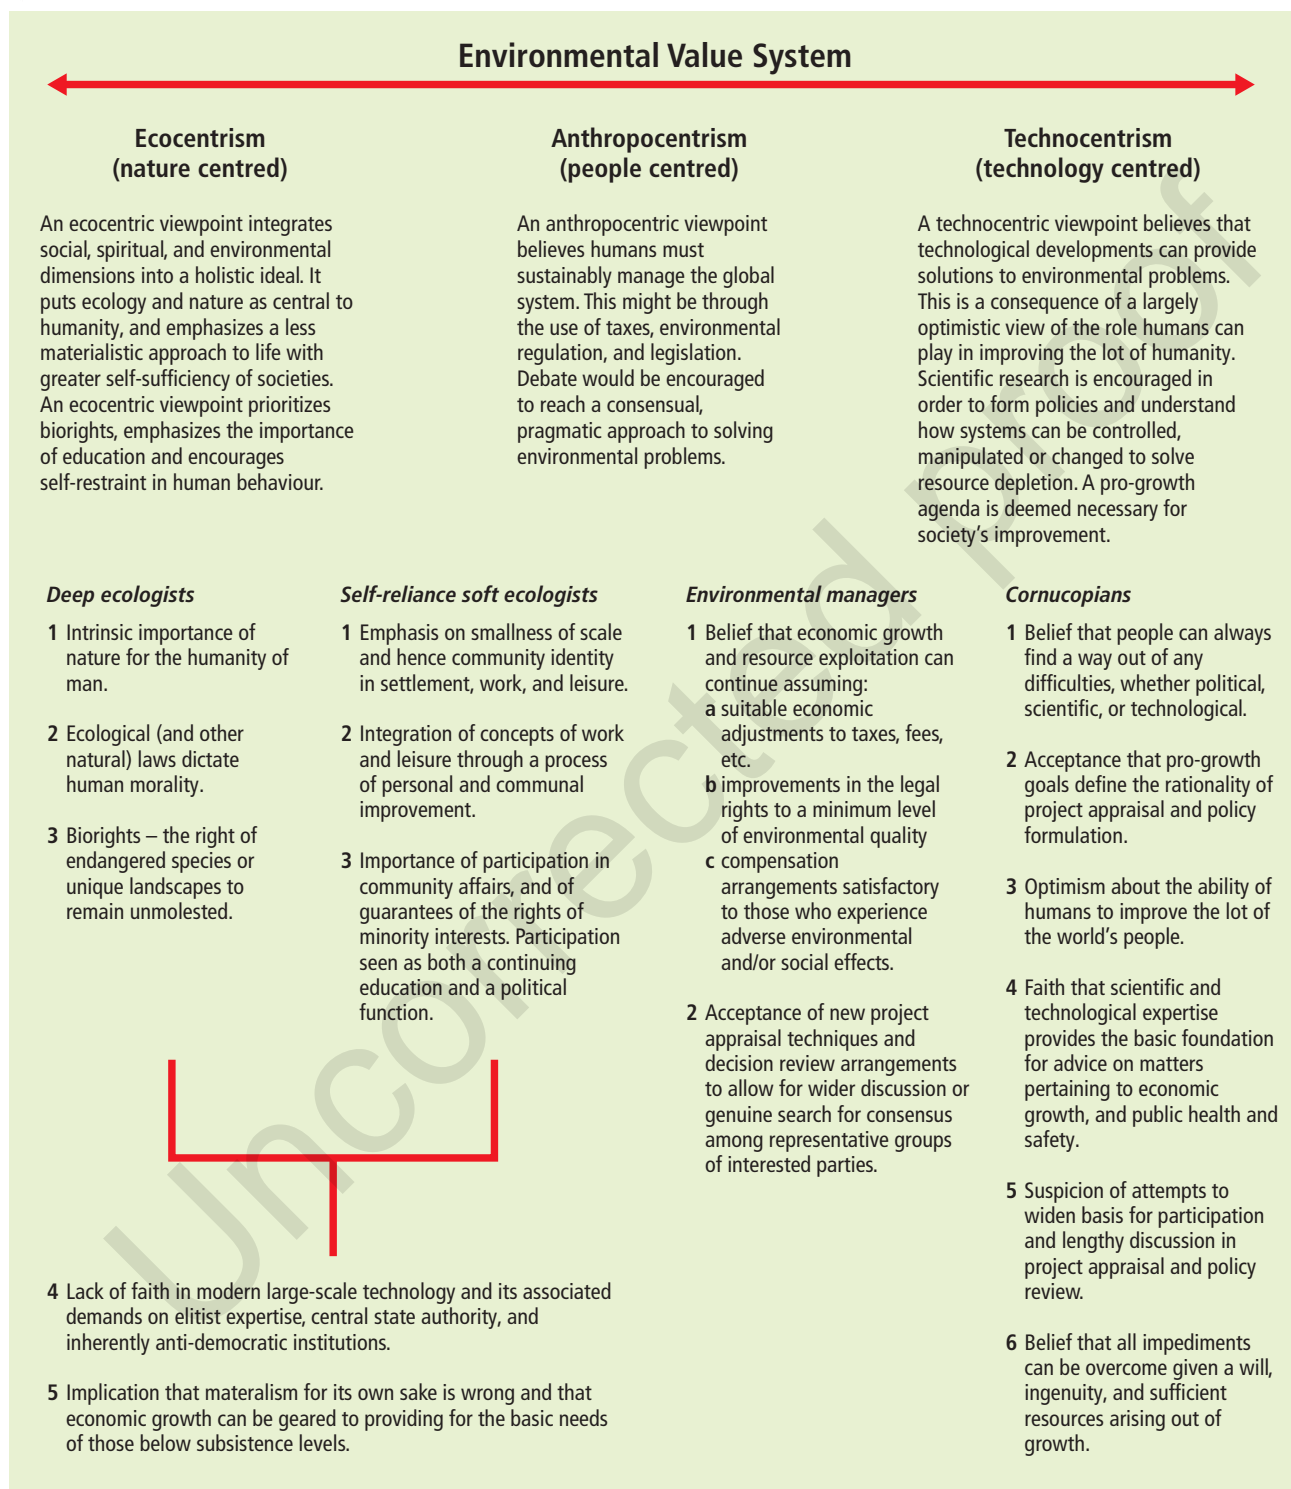 Environmental Value System
Ecocentrism
(nature centred)
An ecocentric viewpoint integrates
social, spiritual, and environmental
dimensions into a holistic ideal. It
puts ecology and nature as central to
humanity, and emphasizes a less
materialistic approach to life with
greater self-sufficiency of societies.
An ecocentric viewpoint prioritizes
biorights, emphasizes the importance
of education and encourages
self-restraint in human behaviour.
Anthropocentrism
(people centred)
An anthropocentric viewpoint
believes humans must
sustainably manage the global
system. This might be through
the use of taxes, environmental
regulation, and legislation.
Debate would be encouraged
to reach a consensual,
pragmatic approach to solving
environmental problems.
Technocentrism
(technology centred)
A technocentric viewpoint believes that
technological developments can provide
solutions to environmental problems.
This is a consequence of a largely
optimistic view of the role humans can
play in improving the lot of humanity.
Scientific research is encouraged in
order to form policies and understand
how systems can be controlled,
manipulated or changed to solve
resource depletion. A pro-growth
agenda is deemed necessary for
society's improvement.
Deep ecologists
1 Intrinsic importance of
nature for the humanity of
man.
2 Ecological (and other
natural) laws dictate
human morality.
3 Biorights – the right of
endangered species or
unique landscapes to
remain unmolested.
Self-reliance soft ecologists
1 Emphasis on smallness of scale
and hence community identity
in settlement, work, and leisure.
2 Integration of concepts of work
and leisure through a process
of personal and communal
improvement.
3 Importance of participation in
community affairs, and of
guarantees of the rights of
minority interests. Participation
seen as both a continuing
education and a political
function.
4 Lack of faith in modern large-scale technology and its associated
demands on elitist expertise, central state authority, and
inherently anti-democratic institutions.
5 Implication that materalism for its own sake is wrong and that
economic growth can be geared to providing for the basic needs
of those below subsistence levels.
Environmental managers
1 Belief that economic growth
and resource exploitation can
continue assuming:
a suitable economic
adjustments to taxes, fees,
etc.
b improvements in the legal
rights to a minimum level
of environmental quality
c compensation
arrangements satisfactory
to those who experience
adverse environmental
and/or social effects.
2 Acceptance of new project
appraisal techniques and
decision review arrangements
to allow for wider discussion or
genuine search for consensus
among representative groups
of interested parties.
Cornucopians
1 Belief that people can always
find a way out of any
difficulties, whether political,
scientific, or technological.
2 Acceptance that pro-growth
goals define the rationality of
project appraisal and policy
formulation.
3 Optimism about the ability of
humans to improve the lot of
the world's people.
4 Faith that scientific and
technological expertise
provides the basic foundation
for advice on matters
pertaining to economic
growth, and public health and
safety.
5 Suspicion of attempts to
widen basis for participation
and lengthy discussion in
project appraisal and policy
review.
6 Belief that all impediments
can be overcome given a will,
ingenuity, and sufficient
resources arising out of
growth.
Uncorrected proof